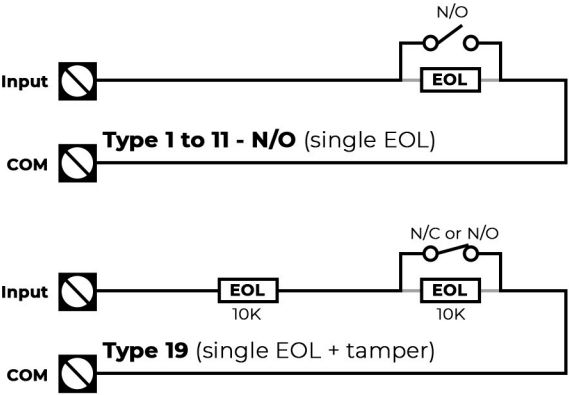 N/O
Input
EOL
Type 1 to 11 - N/O (single EOL)
COM
N/C or N/O
Input
EOL
EOL
10K
10K
Type 19 (single EOL + tamper)
COM